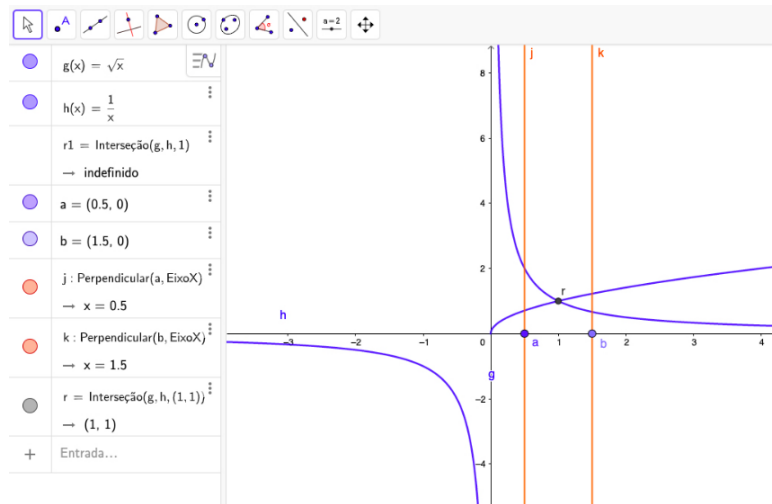 A
a=2
g(x) = √x
h(x) = 1/x
r1 = Interseção(g, h, 1)
→ indefinido
a = (0.5, 0)
b = (1.5, 0)
j : Perpendicular(a, EixoX)
→ x = 0.5
k : Perpendicular(b, EixoX)
→ x = 1.5
r = Interseção(g, h, (1, 1))
→ (1, 1)
+ Entrada...
j
k
8
6
4
2
r
h
-3
-2
-1
0
a
1
b
2
3
4
g
-2
-4